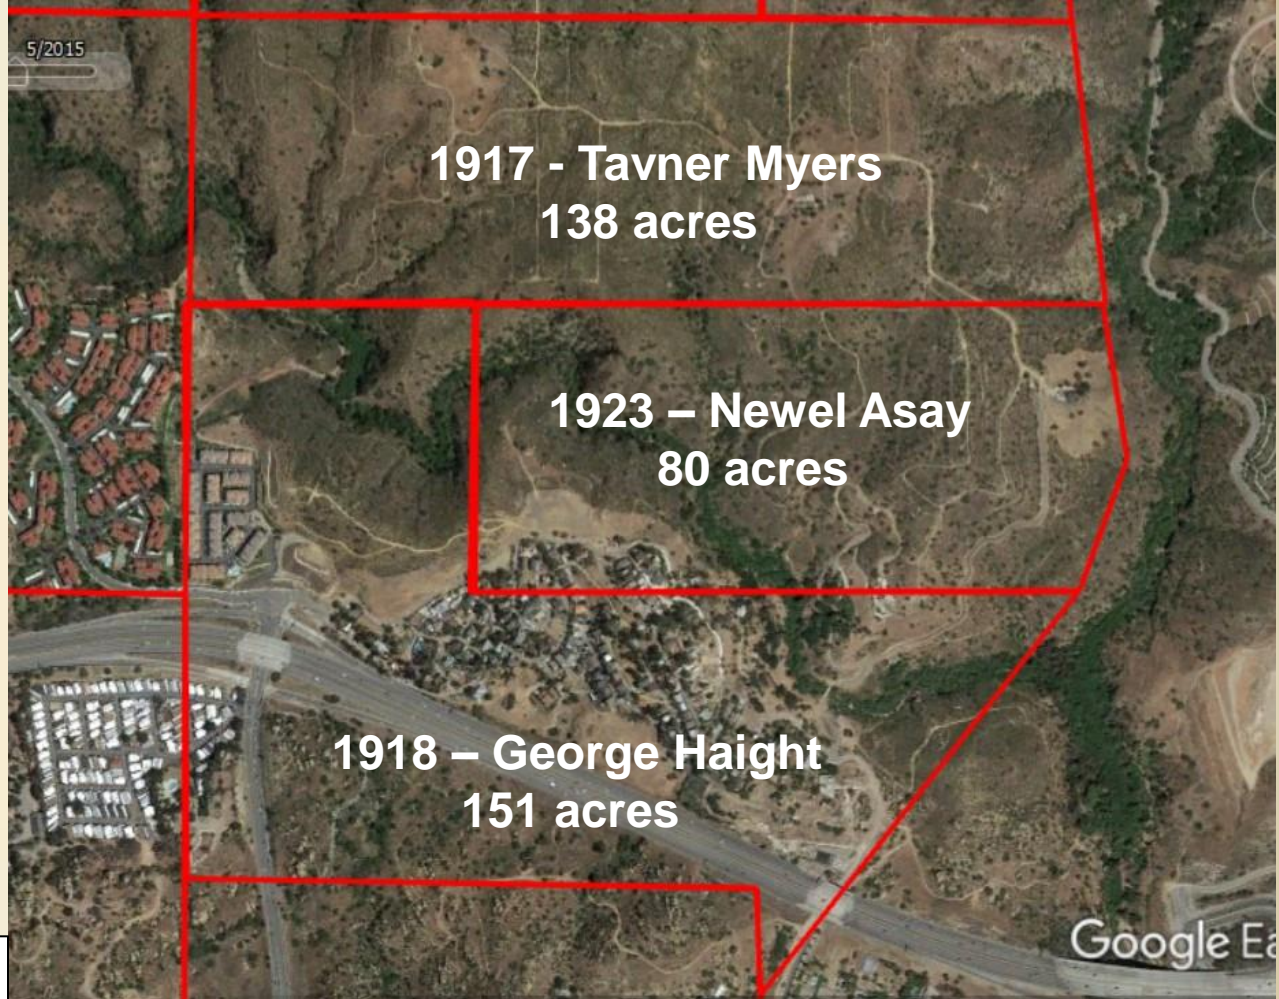 5/2015
1917 - Tavner Myers
138 acres
1923 – Newel Asay
80 acres
1918 – George Haight
151 acres
Google Ea